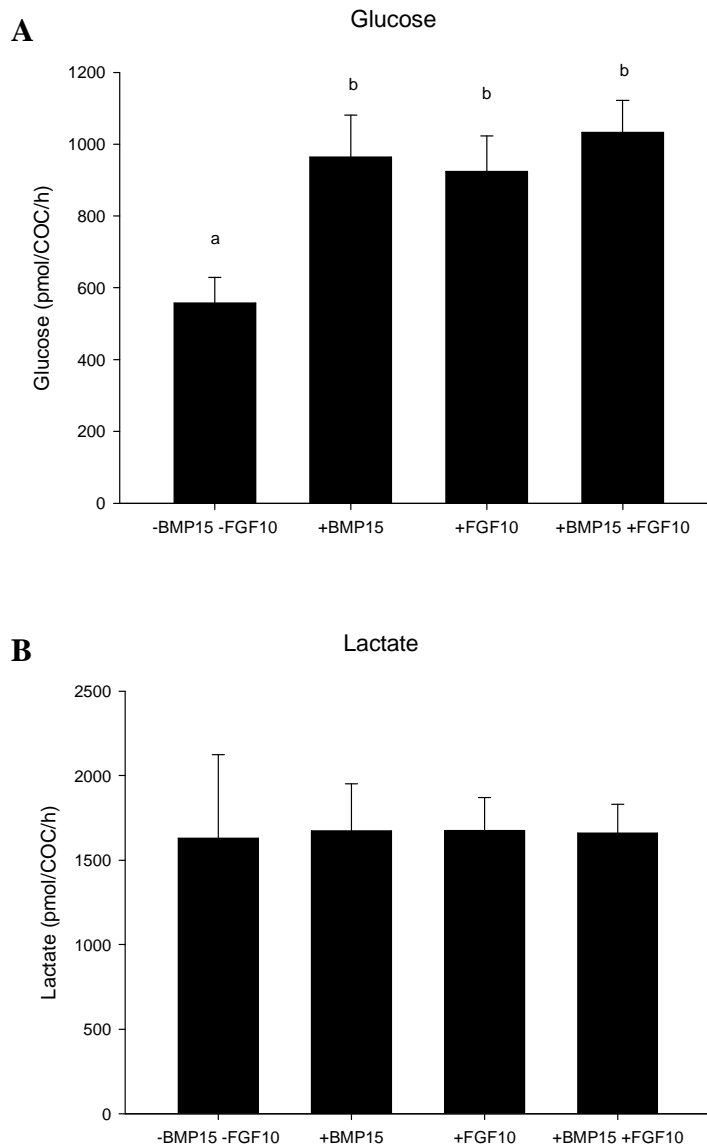 A
Glucose
1200
1000
800
600
400
200
0
Glucose (pmol/COC/h)
a
b
b
b
-BMP15 -FGF10
+BMP15
+FGF10
+BMP15 +FGF10
B
Lactate
2500
2000
1500
1000
500
0
Lactate (pmol/COC/h)
-BMP15 -FGF10
+BMP15
+FGF10
+BMP15 +FGF10